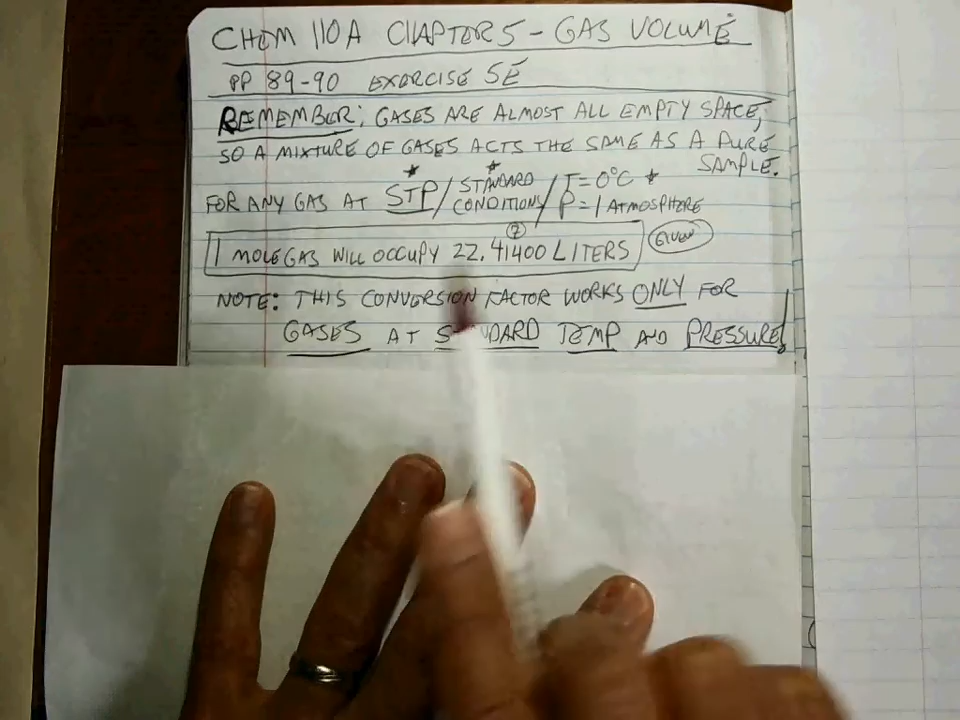 CHEM 110A CHAPTER 5 - GAS VOLUME
PP 89-90 EXERCISE 5E
REMEMBER: GASES ARE ALMOST ALL EMPTY SPACE,
SO A MIXTURE OF GASES ACTS THE SAME AS A PURE
SAMPLE.
FOR ANY GAS AT STP / STANDARD CONDITIONS / T = 0°C
P = 1 ATMOSPHERE
7
1 MOLE GAS WILL OCCUPY 22.41400 LITERS GIVEN
NOTE: THIS CONVERSION FACTOR WORKS ONLY FOR
GASES AT STANDARD TEMP AND PRESSURE!